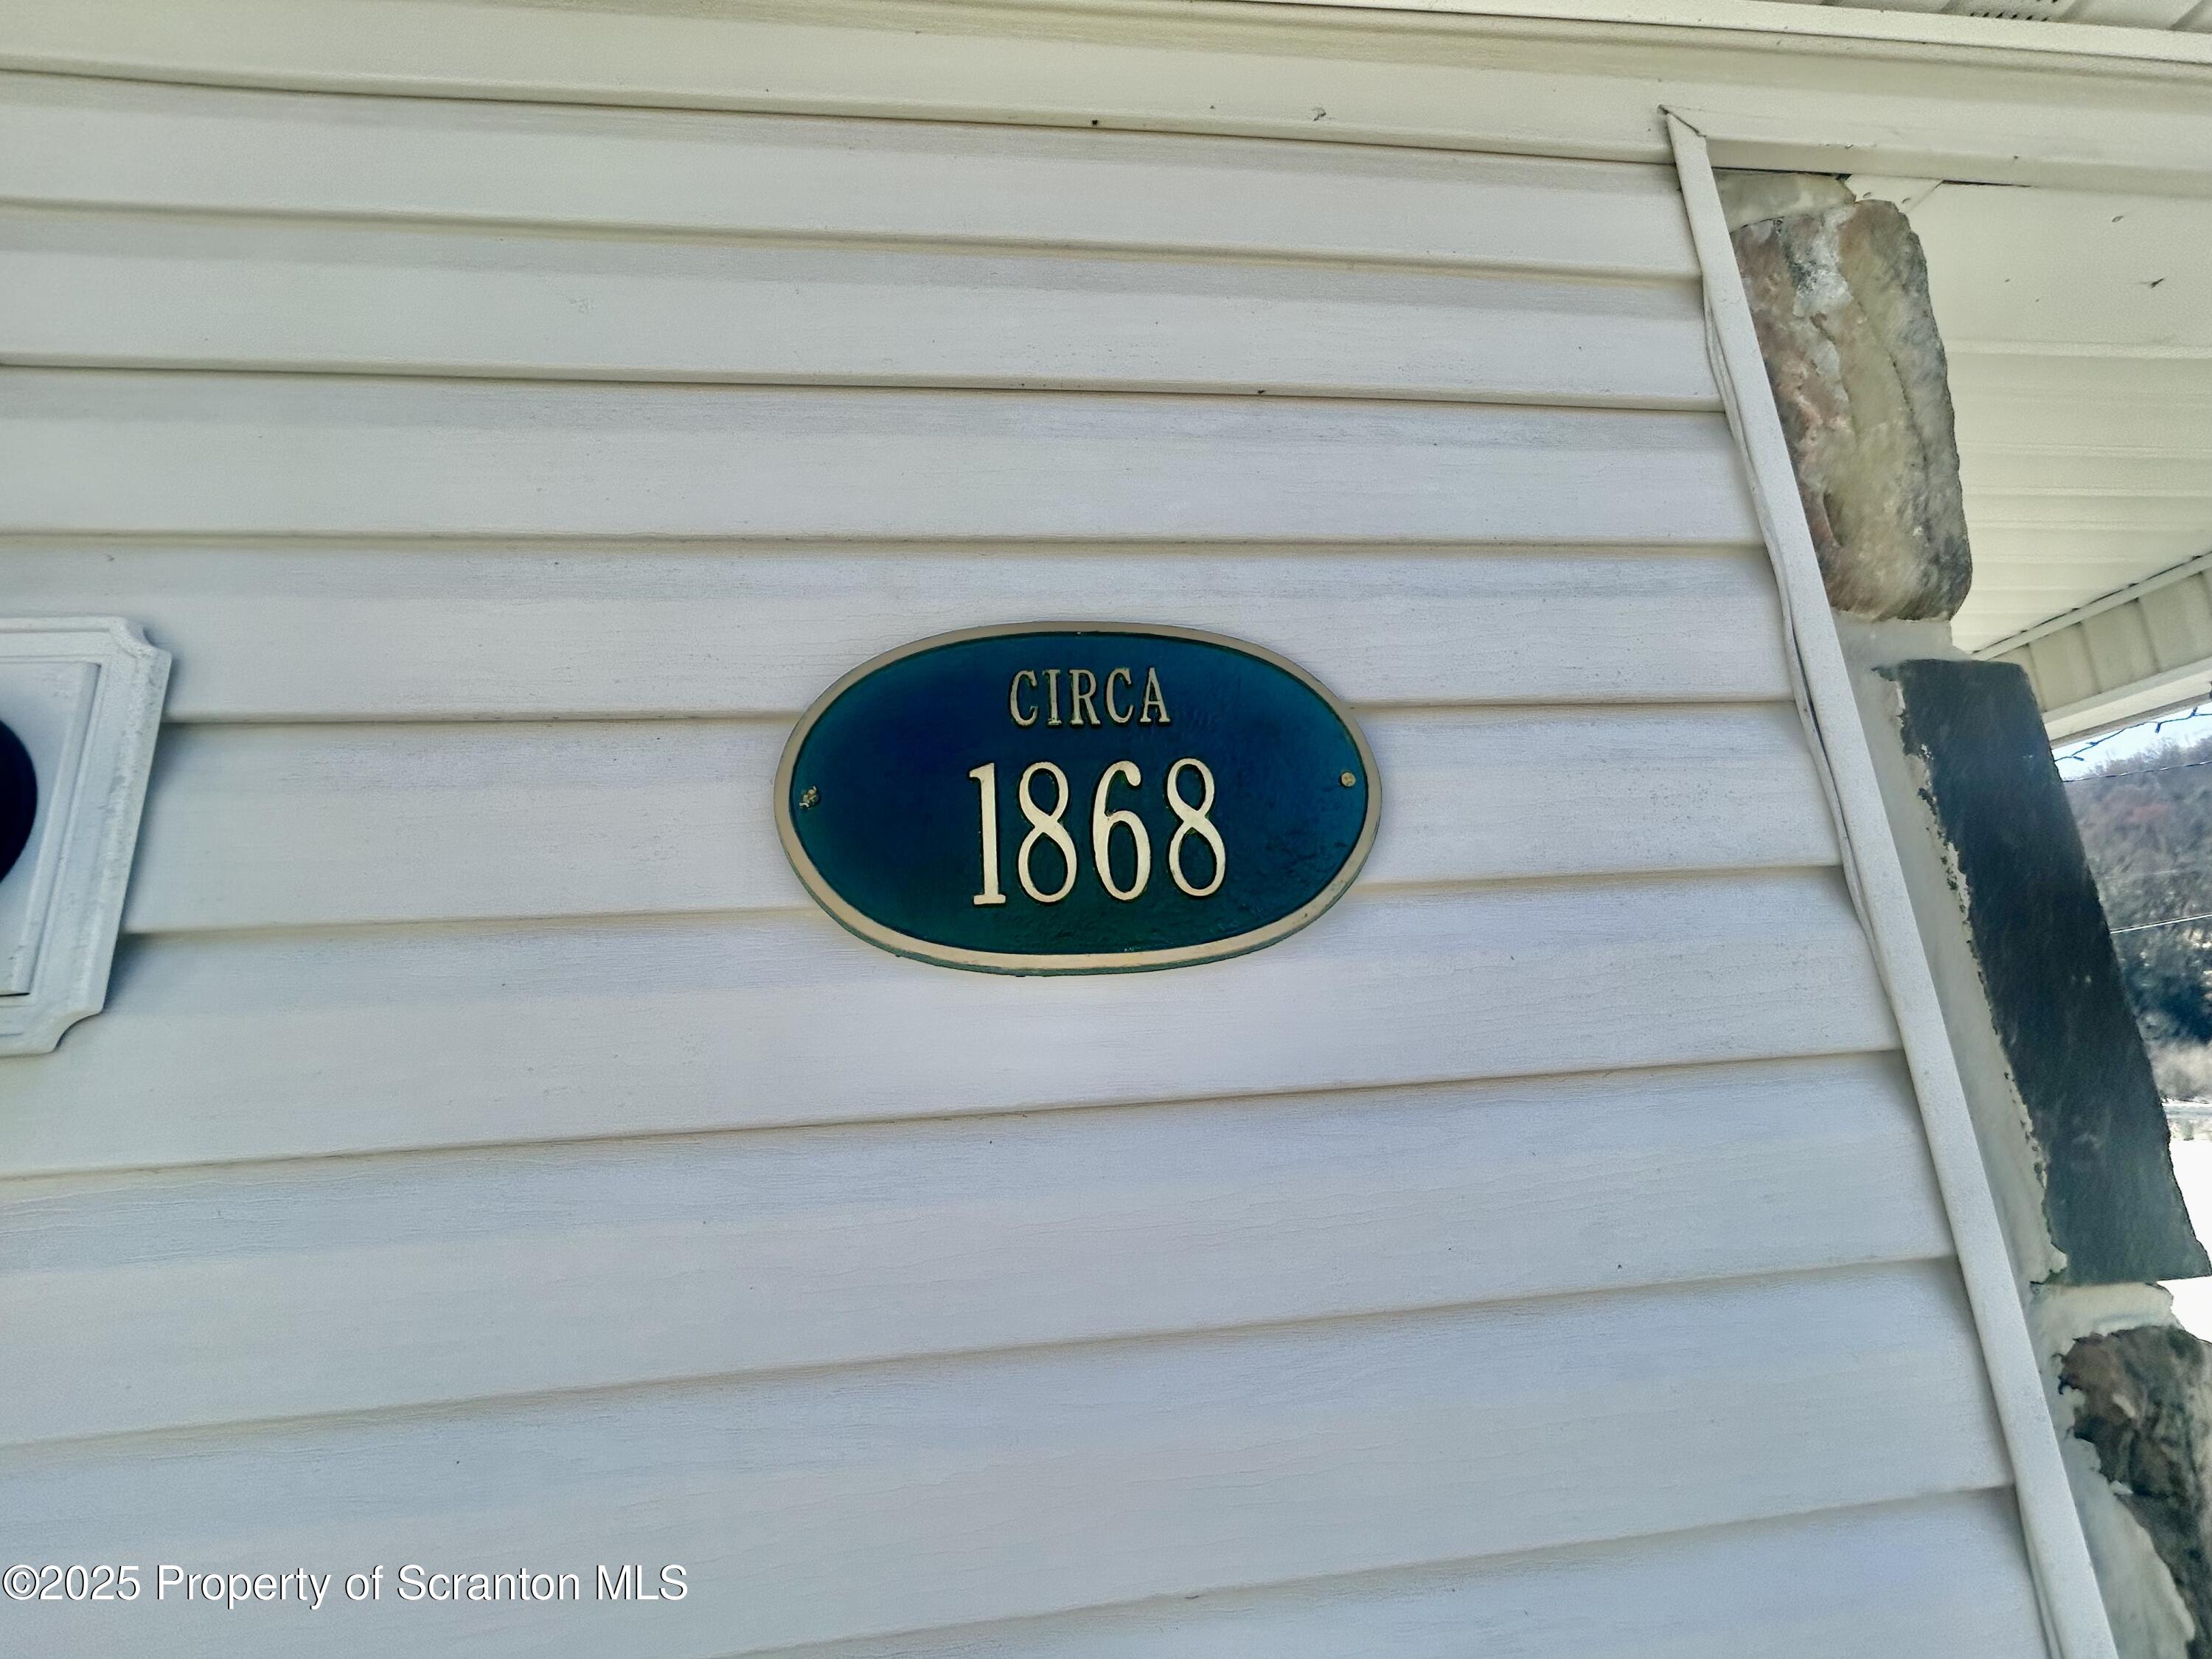 CIRCA
1868
©2025 Property of Scranton MLS